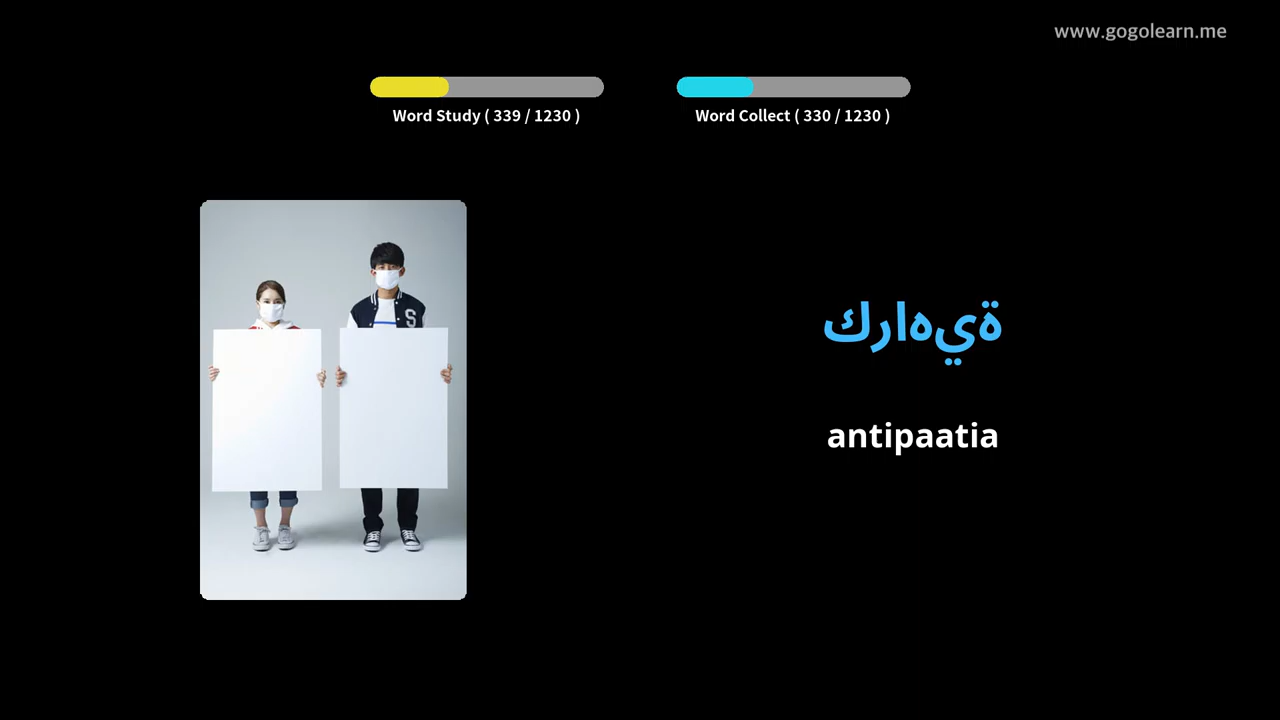 www.gogolearn.me
Word Study ( 339 / 1230 )
Word Collect ( 330 / 1230 )
S
كراهية
antipaatia